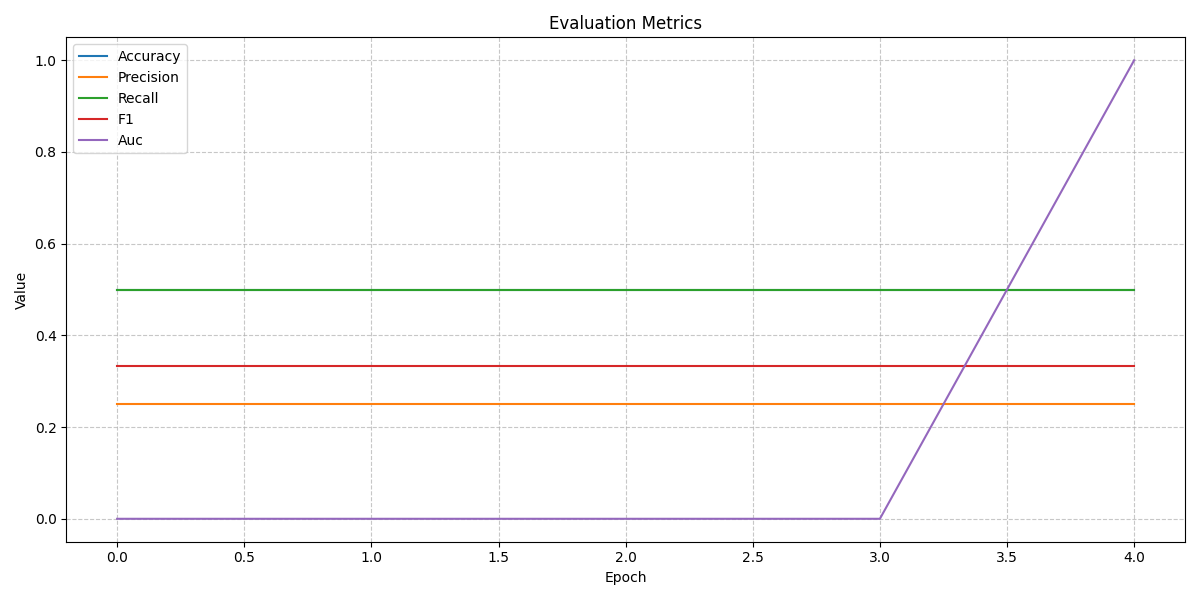 Evaluation Metrics
Accuracy
Precision
Recall
F1
Auc
Value
1.0
0.8
0.6
0.4
0.2
0.0
0.0 0.5 1.0 1.5 2.0 2.5 3.0 3.5 4.0
Epoch